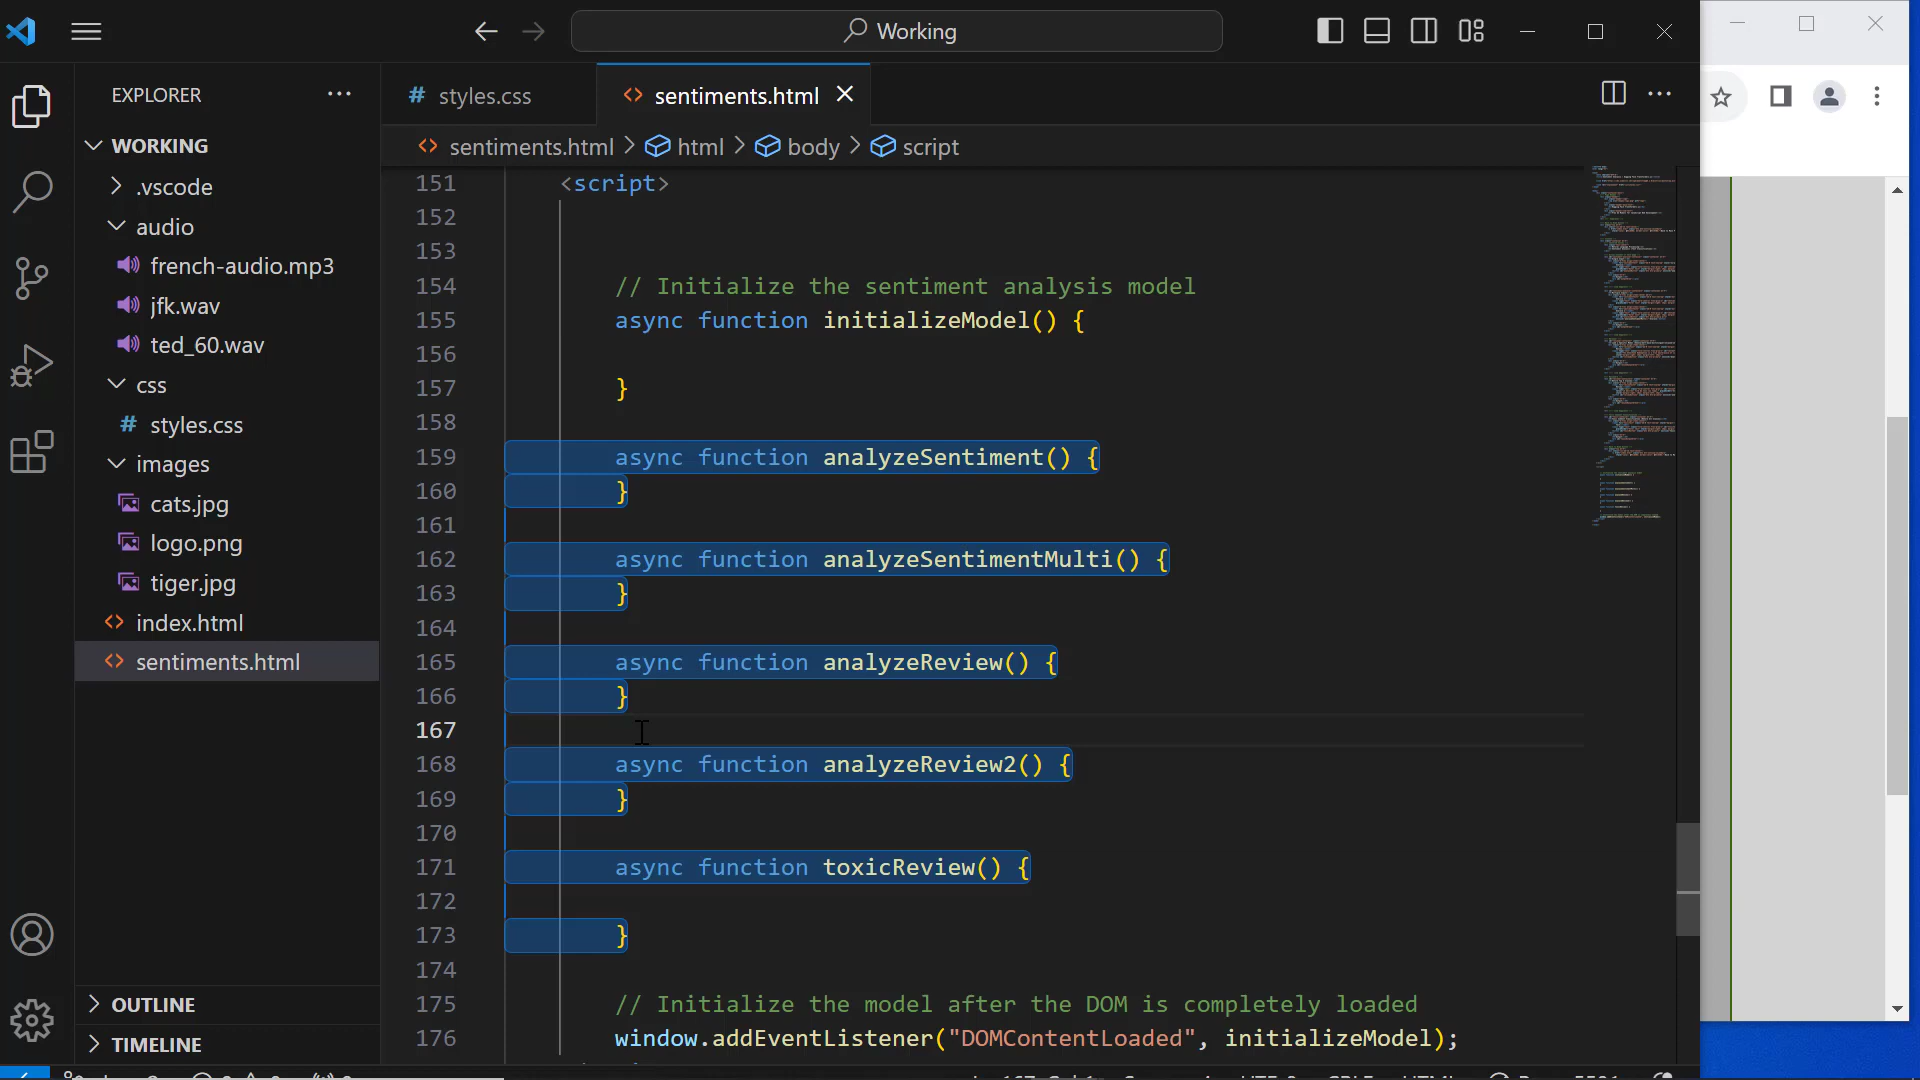 Working
EXPLORER
WORKING
.vscode
audio
french-audio.mp3
jfk.wav
ted_60.wav
css
# styles.css
images
cats.jpg
logo.png
tiger.jpg
index.html
sentiments.html
OUTLINE
TIMELINE
# styles.css
sentiments.html
sentiments.html > html > body > script
151 <script>
152
153
154 // Initialize the sentiment analysis model
155 async function initializeModel() {
156
157 }
158
159 async function analyzeSentiment() {
160 }
161
162 async function analyzeSentimentMulti() {
163 }
164
165 async function analyzeReview() {
166 }
167
168 async function analyzeReview2() {
169 }
170
171 async function toxicReview() {
172
173 }
174
175 // Initialize the model after the DOM is completely loaded
176 window.addEventListener("DOMContentLoaded", initializeModel);